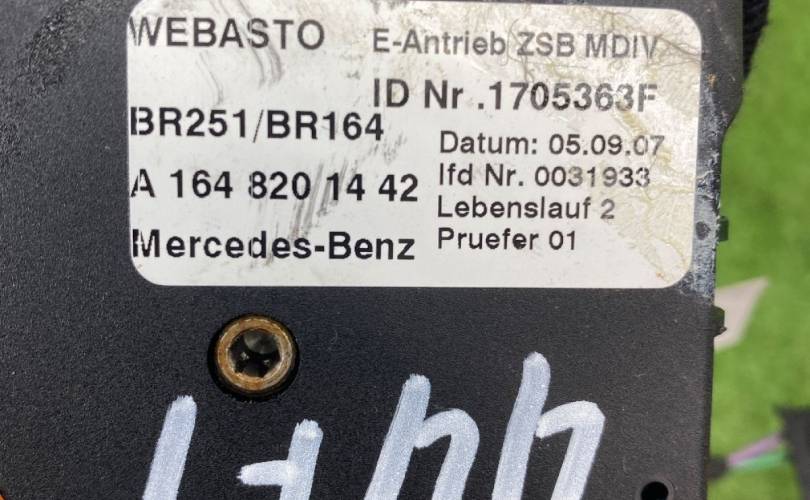 WEBASTO
E-Antrieb ZSB MDIV
ID Nr .1705363F
BR251/BR164
Datum: 05.09.07
A 164 820 14 42
lfd Nr. 0031933
Lebenslauf 2
Mercedes-Benz
Pruefer 01